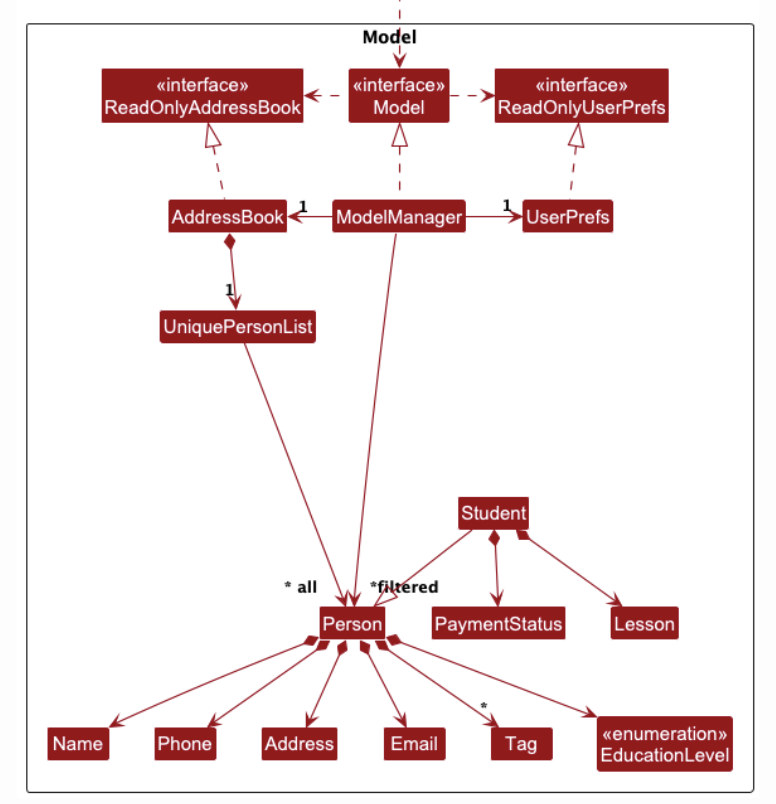 Model
«interface»
ReadOnlyAddressBook
«interface»
Model
«interface»
ReadOnlyUserPrefs
AddressBook
1
ModelManager
1
UserPrefs
1
UniquePersonList
Student
* all
*filtered
Person
PaymentStatus
Lesson
*
Name
Phone
Address
Email
Tag
«enumeration»
EducationLevel